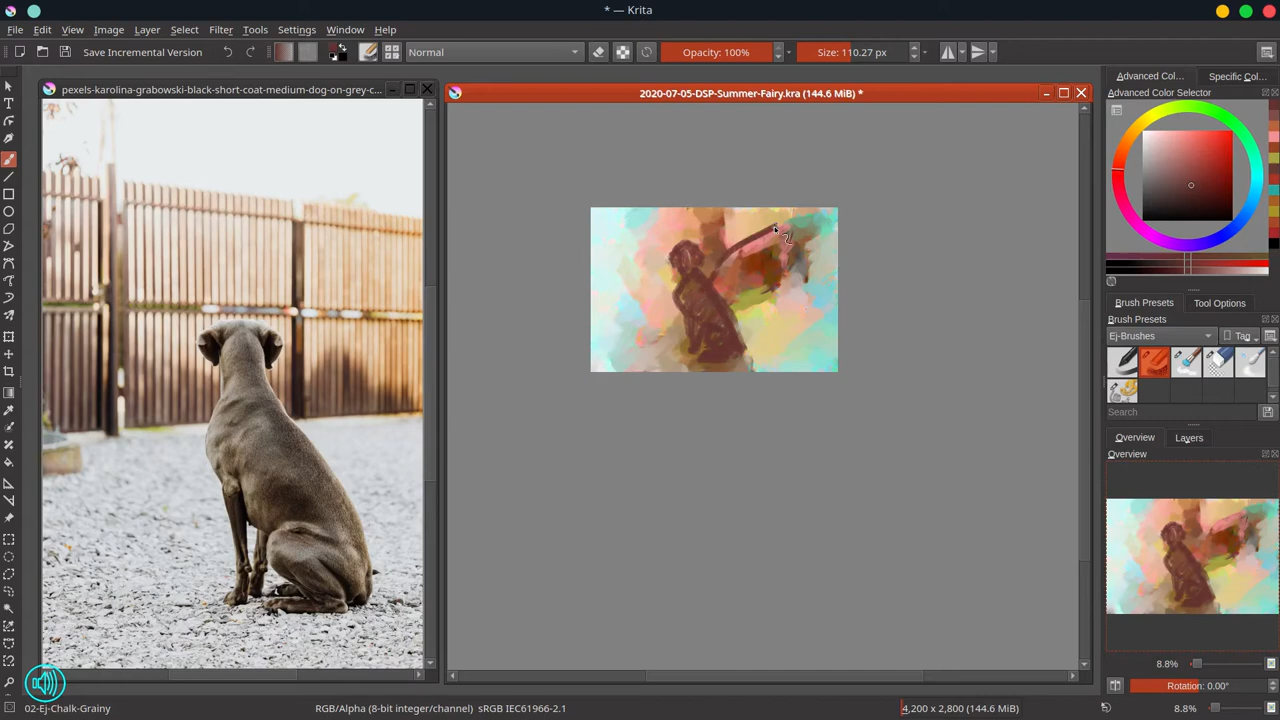 * — Krita
File Edit View Image Layer Select Filter Tools Settings Window Help
Save Incremental Version Normal Opacity: 100% Size: 110.27 px
pexels-karolina-grabowski-black-short-coat-medium-dog-on-grey-c...
2020-07-05-DSP-Summer-Fairy.kra (144.6 MiB) *
Advanced Col... Specific Col...
Advanced Color Selector
Brush Presets Tool Options
Brush Presets
Ej-Brushes Tag
Search
Overview Layers
Overview
8.8%
Rotation: 0.00°
02-Ej-Chalk-Grainy RGB/Alpha (8-bit integer/channel) sRGB IEC61966-2.1 4,200 x 2,800 (144.6 MiB) 8.8%